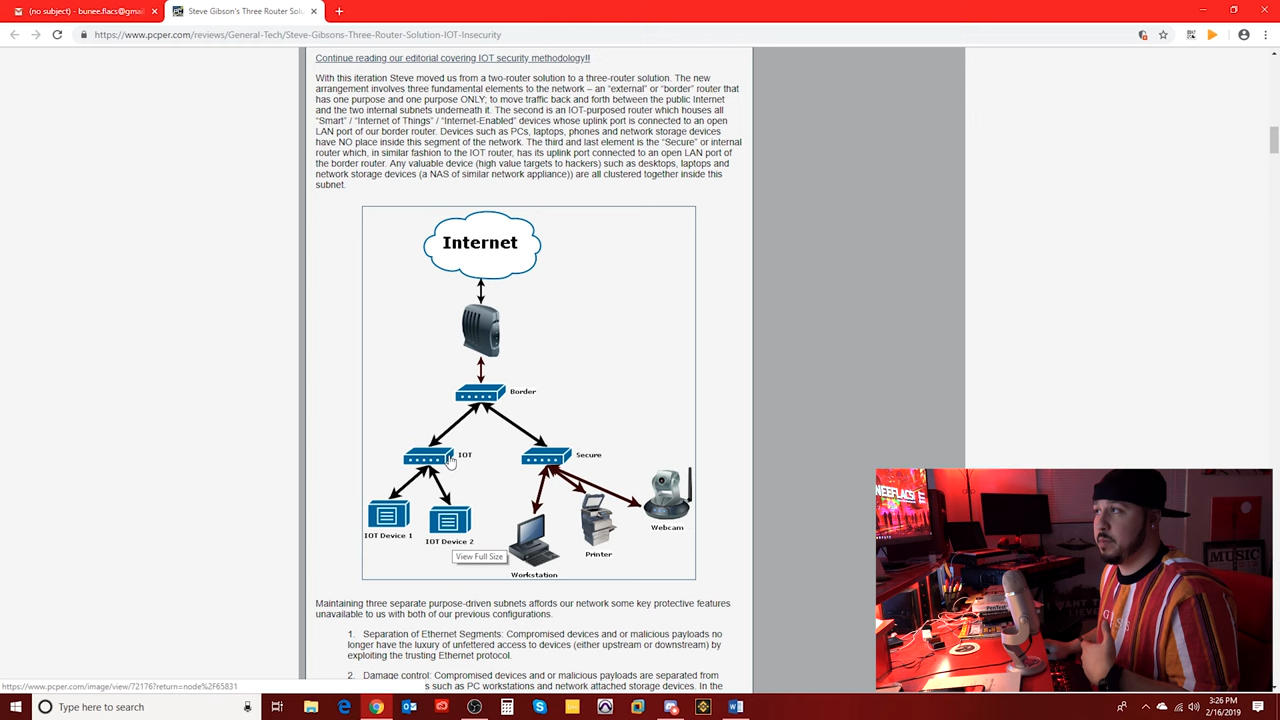 (no subject) - bunee.flacs@gmai
Steve Gibson's Three Router Solu
https://www.pcper.com/reviews/General-Tech/Steve-Gibsons-Three-Router-Solution-IOT-Insecurity
Continue reading our editorial covering IOT security methodology!!
With this iteration Steve moved us from a two-router solution to a three-router solution. The new
arrangement involves three fundamental elements to the network – an "external" or "border" router that
has one purpose and one purpose ONLY; to move traffic back and forth between the public Internet
and the two internal subnets underneath it. The second is an IOT-purposed router which houses all
"Smart" / "Internet of Things" / "Internet-Enabled" devices whose uplink port is connected to an open
LAN port of our border router. Devices such as PCs, laptops, phones and network storage devices
have NO place inside this segment of the network. The third and last element is the "Secure" or internal
router which, in similar fashion to the IOT router, has its uplink port connected to an open LAN port of
the border router. Any valuable device (high value targets to hackers) such as desktops, laptops and
network storage devices (a NAS of similar network appliance)) are all clustered together inside this
subnet.
Internet
Border
IOT
Secure
IOT Device 1
IOT Device 2
Workstation
Printer
Webcam
View Full Size
Maintaining three separate purpose-driven subnets affords our network some key protective features
unavailable to us with both of our previous configurations.
1. Separation of Ethernet Segments: Compromised devices and or malicious payloads no
longer have the luxury of unfettered access to devices (either upstream or downstream) by
exploiting the trusting Ethernet protocol.
2. Damage control: Compromised devices and or malicious payloads are separated from
s such as PC workstations and network attached storage devices. In the
https://www.pcper.com/image/view/72176?return=node%2F65831
NEEFLACS
MUSIC
PenTest
Type here to search
3:26 PM
2/16/2019